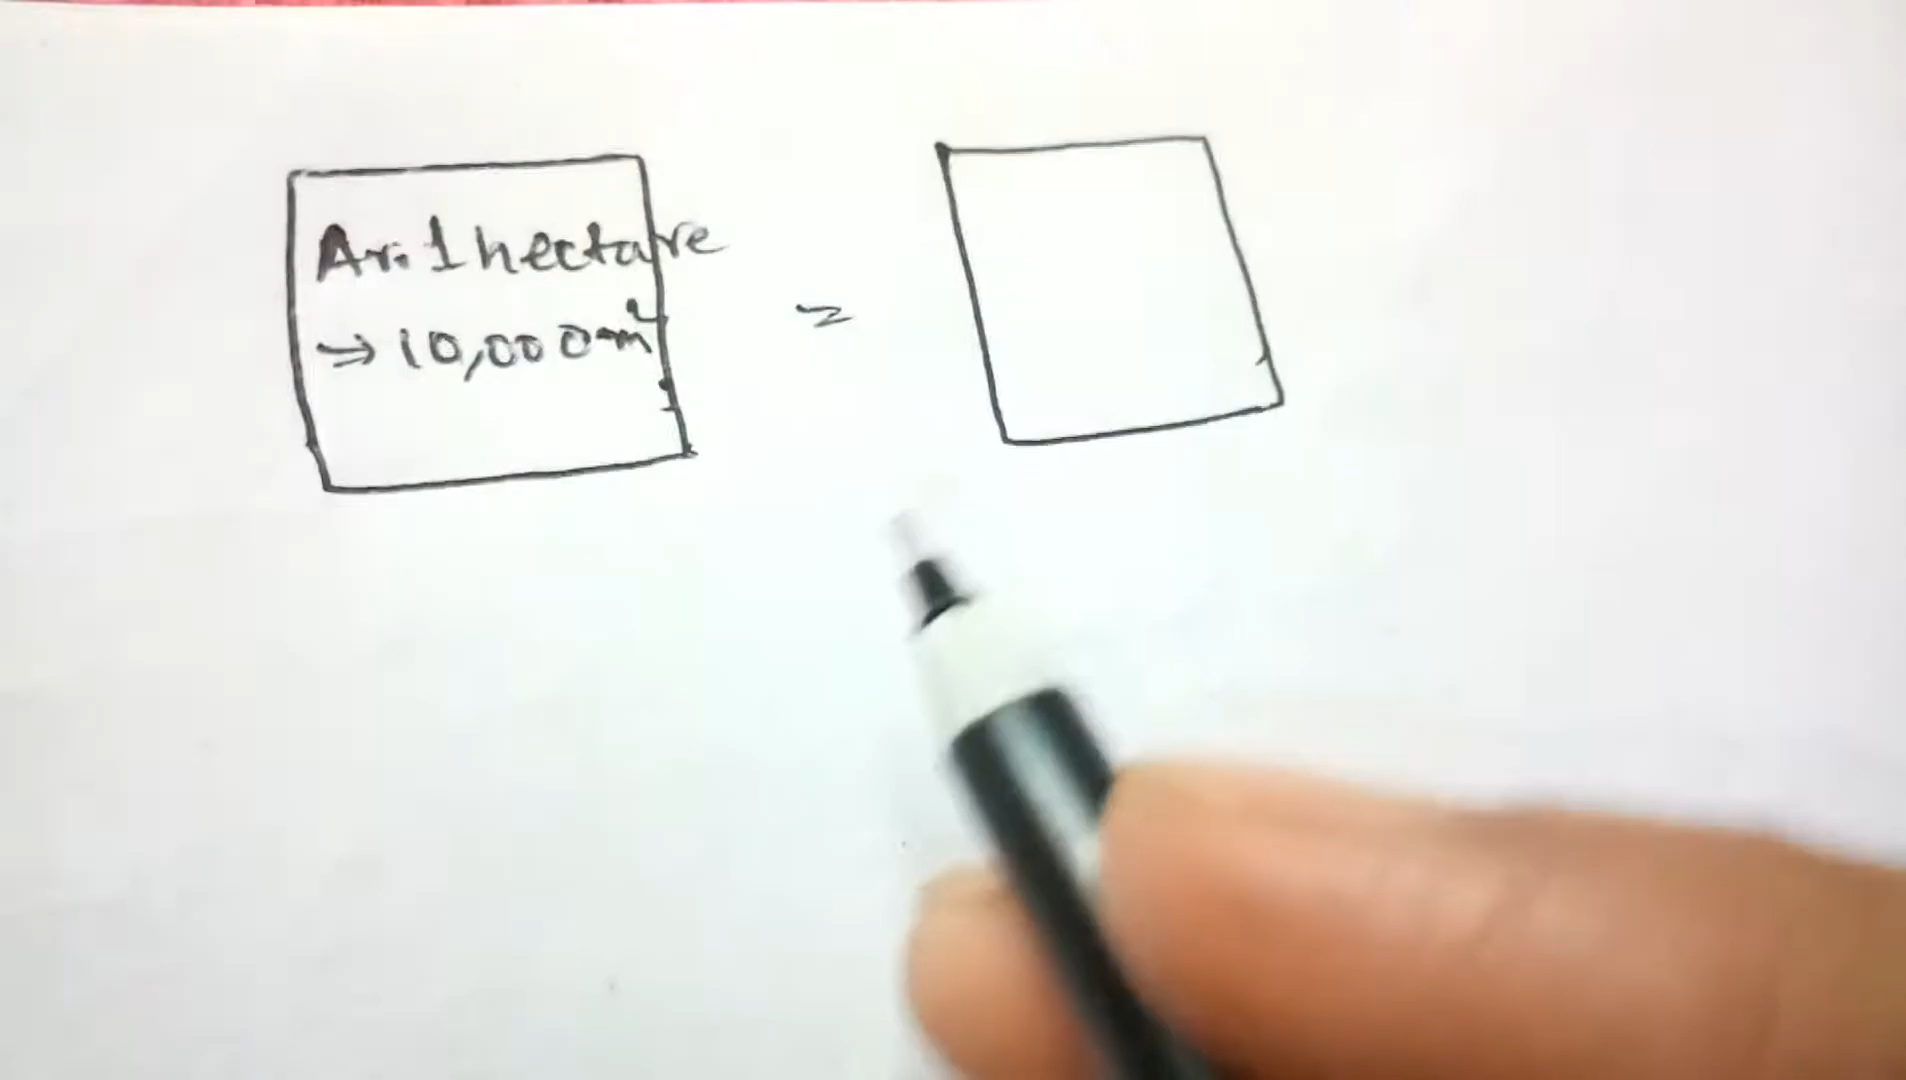 Ar. 1 hectare
→ 10,000 m²
=